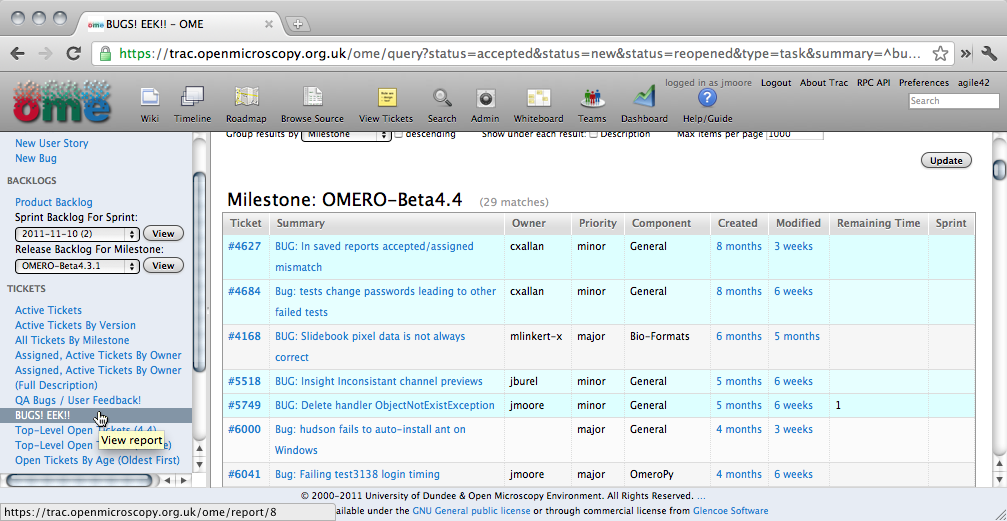 ome BUGS! EEK!! – OME
https://trac.openmicroscopy.org.uk/ome/query?status=accepted&status=new&status=reopened&type=task&summary=^bu...
ome
logged in as jmoore Logout About Trac RPC API Preferences agile42
Search
Wiki Timeline Roadmap Browse Source View Tickets Search Admin Whiteboard Teams Dashboard Help/Guide
New User Story
New Bug
BACKLOGS
Product Backlog
Sprint Backlog For Sprint:
2011-11-10 (2) View
Release Backlog For Milestone:
OMERO-Beta4.3.1 View
TICKETS
Active Tickets
Active Tickets By Version
All Tickets By Milestone
Assigned, Active Tickets By Owner
Assigned, Active Tickets By Owner
(Full Description)
QA Bugs / User Feedback!
BUGS! EEK!!
Top-Level Open Tickets (4.4)
Top-Level Open
View report
Open Tickets By Age (Oldest First)
Group results by Milestone descending Show under each result: Description Max items per page 1000
Update
Milestone: OMERO-Beta4.4 (29 matches)
Ticket Summary Owner Priority Component Created Modified Remaining Time Sprint
#4627 BUG: In saved reports accepted/assigned cxallan minor General 8 months 3 weeks
mismatch
#4684 Bug: tests change passwords leading to other cxallan minor General 8 months 6 weeks
failed tests
#4168 BUG: Slidebook pixel data is not always mlinkert-x major Bio-Formats 6 months 5 months
correct
#5518 BUG: Insight Inconsistant channel previews jburel minor General 5 months 6 weeks
#5749 BUG: Delete handler ObjectNotExistException jmoore minor General 5 months 6 weeks 1
#6000 BUG: hudson fails to auto-install ant on major General 4 months 3 weeks
Windows
#6041 Bug: Failing test3138 login timing jmoore major OmeroPy 4 months 6 weeks
© 2000-2011 University of Dundee & Open Microscopy Environment. All Rights Reserved. ...
https://trac.openmicroscopy.org.uk/ome/report/8
available under the GNU General public license or through commercial license from Glencoe Software